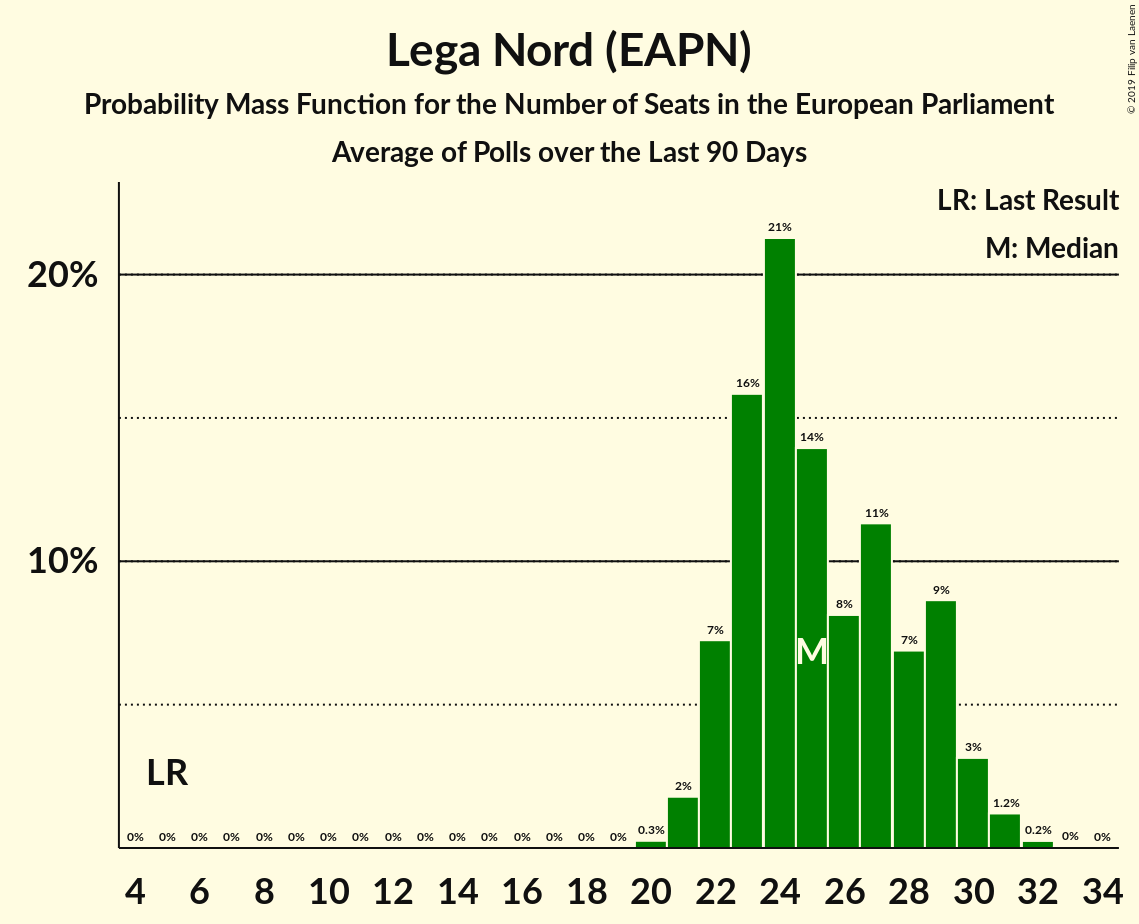 Lega Nord (EAPN)
Probability Mass Function for the Number of Seats in the European Parliament
Average of Polls over the Last 90 Days
© 2019 Filip van Laenen
LR: Last Result
M: Median
20%
10%
0% 0% 0% 0% 0% 0% 0% 0% 0% 0% 0% 0% 0% 0% 0% 0% 0.3% 2% 7% 16% 21% 14% 8% 11% 7% 9% 3% 1.2% 0.2% 0% 0%
M
LR
4 6 8 10 12 14 16 18 20 22 24 26 28 30 32 34